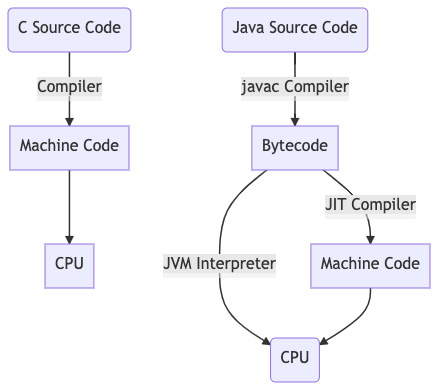 C Source Code
Java Source Code
Compiler
javac Compiler
Machine Code
Bytecode
JIT Compiler
CPU
JVM Interpreter
Machine Code
CPU